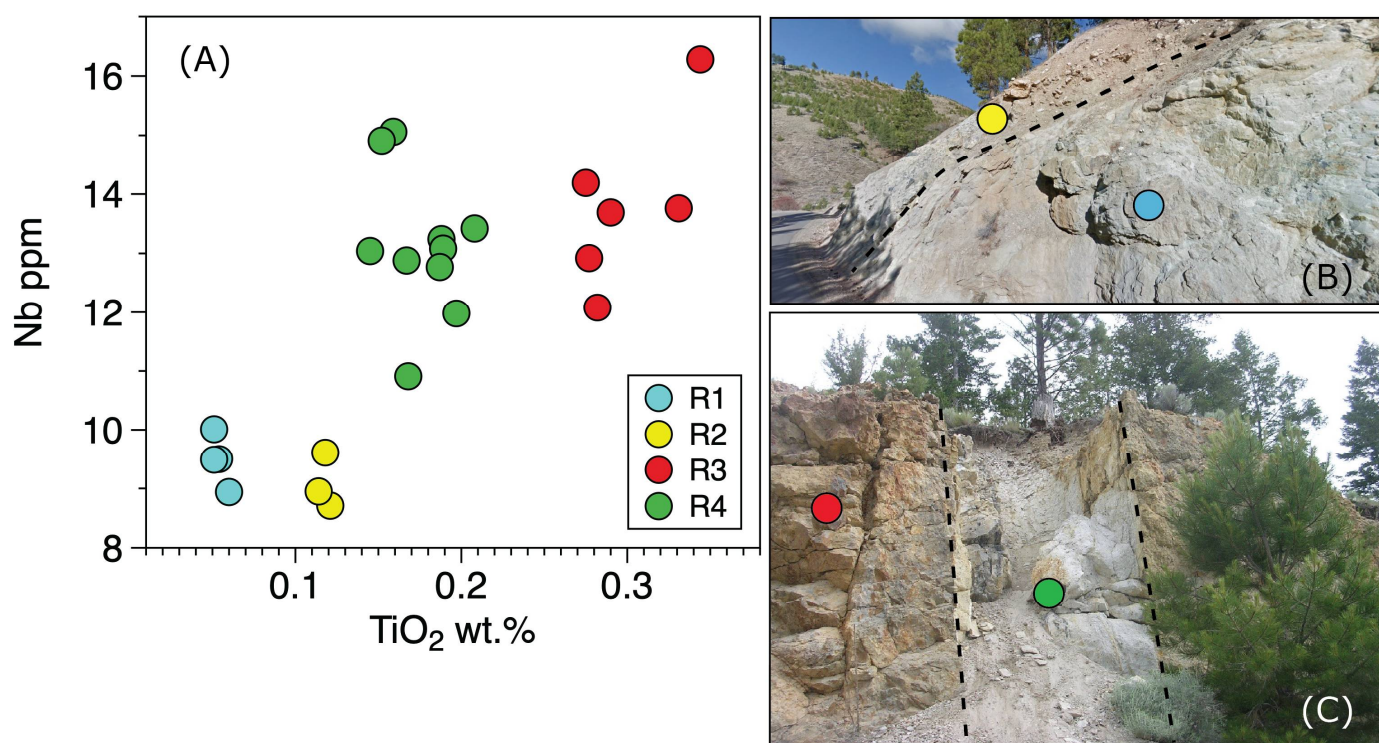 (A)
16
14
12
10
8
Nb ppm
0.1 0.2 0.3
TiO₂ wt.%
R1
R2
R3
R4
(B)
(C)